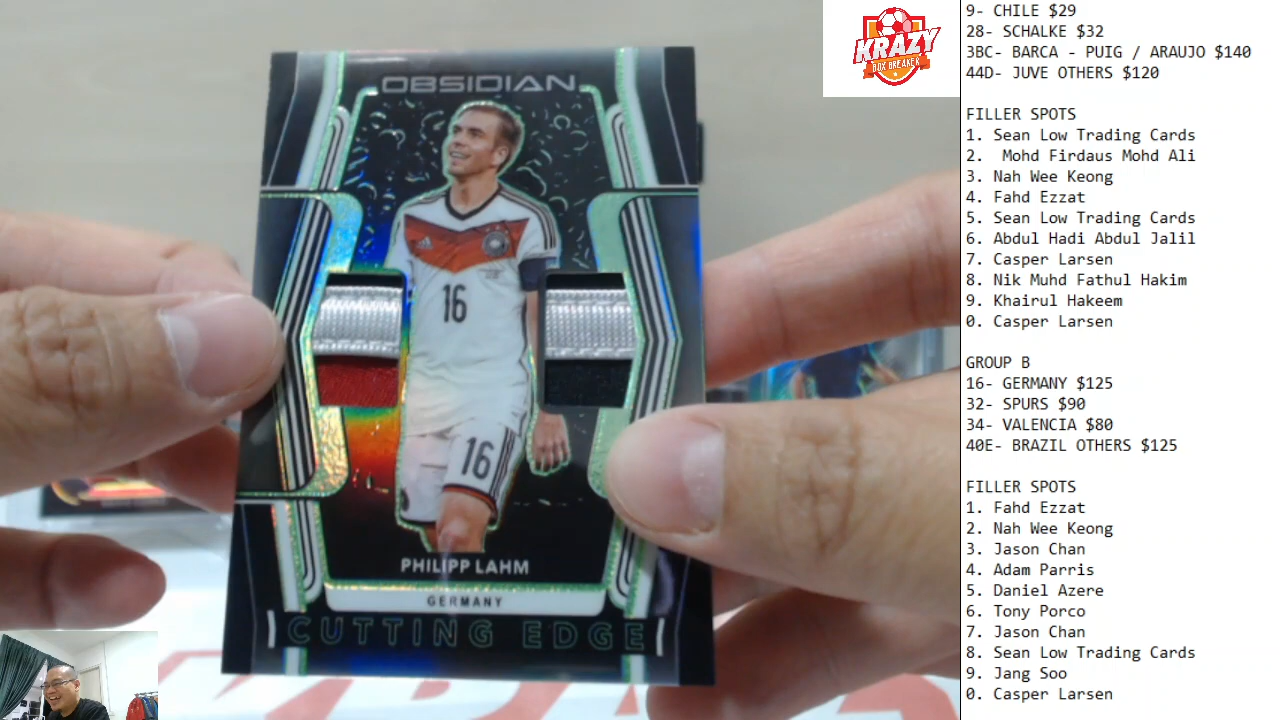 OBSIDIAN
16
16
PHILIPP LAHM
GERMANY
CUTTING EDGE
KRAZY
BOX BREAKER
9- CHILE $29
28- SCHALKE $32
3BC- BARCA - PUIG / ARAUJO $140
44D- JUVE OTHERS $120
FILLER SPOTS
1. Sean Low Trading Cards
2. Mohd Firdaus Mohd Ali
3. Nah Wee Keong
4. Fahd Ezzat
5. Sean Low Trading Cards
6. Abdul Hadi Abdul Jalil
7. Casper Larsen
8. Nik Muhd Fathul Hakim
9. Khairul Hakeem
0. Casper Larsen
GROUP B
16- GERMANY $125
32- SPURS $90
34- VALENCIA $80
40E- BRAZIL OTHERS $125
FILLER SPOTS
1. Fahd Ezzat
2. Nah Wee Keong
3. Jason Chan
4. Adam Parris
5. Daniel Azere
6. Tony Porco
7. Jason Chan
8. Sean Low Trading Cards
9. Jang Soo
0. Casper Larsen